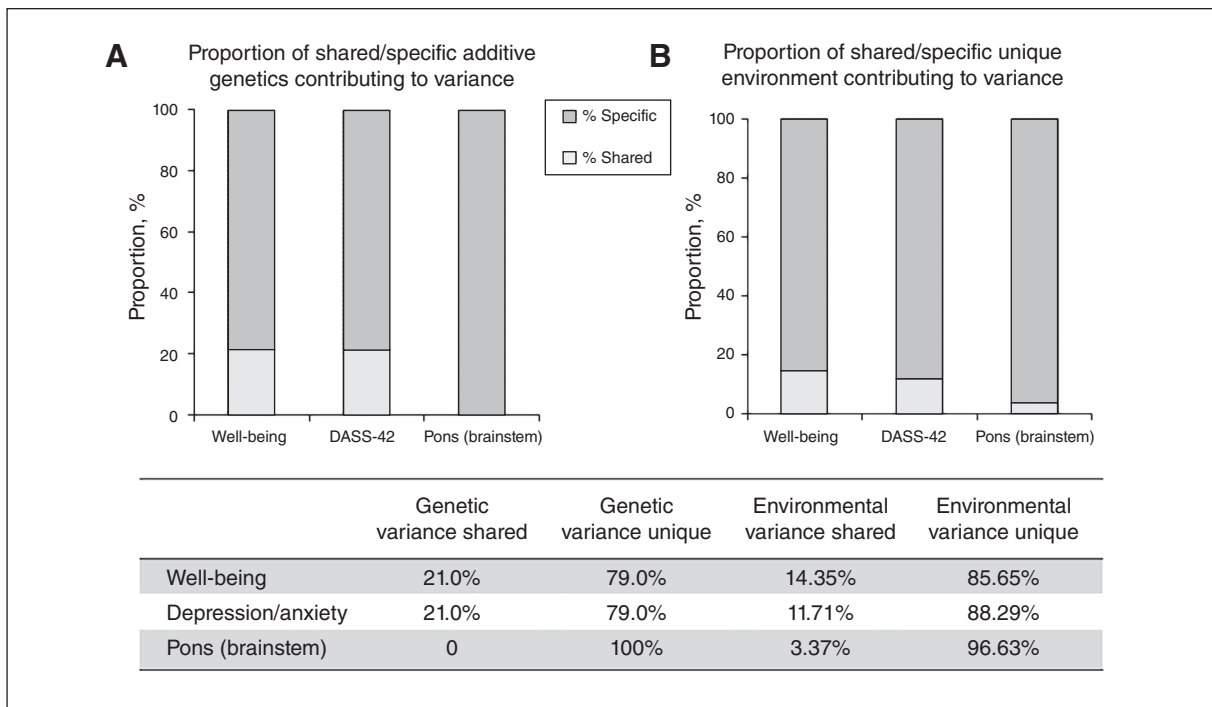 A
Proportion of shared/specific additive
genetics contributing to variance
Proportion, %
100
80
60
40
20
0
Well-being
DASS-42
Pons (brainstem)
% Specific
% Shared
B
Proportion of shared/specific unique
environment contributing to variance
Proportion, %
100
80
60
40
20
0
Well-being
DASS-42
Pons (brainstem)
Genetic variance shared
Genetic variance unique
Environmental variance shared
Environmental variance unique
Well-being 21.0% 79.0% 14.35% 85.65%
Depression/anxiety 21.0% 79.0% 11.71% 88.29%
Pons (brainstem) 0 100% 3.37% 96.63%